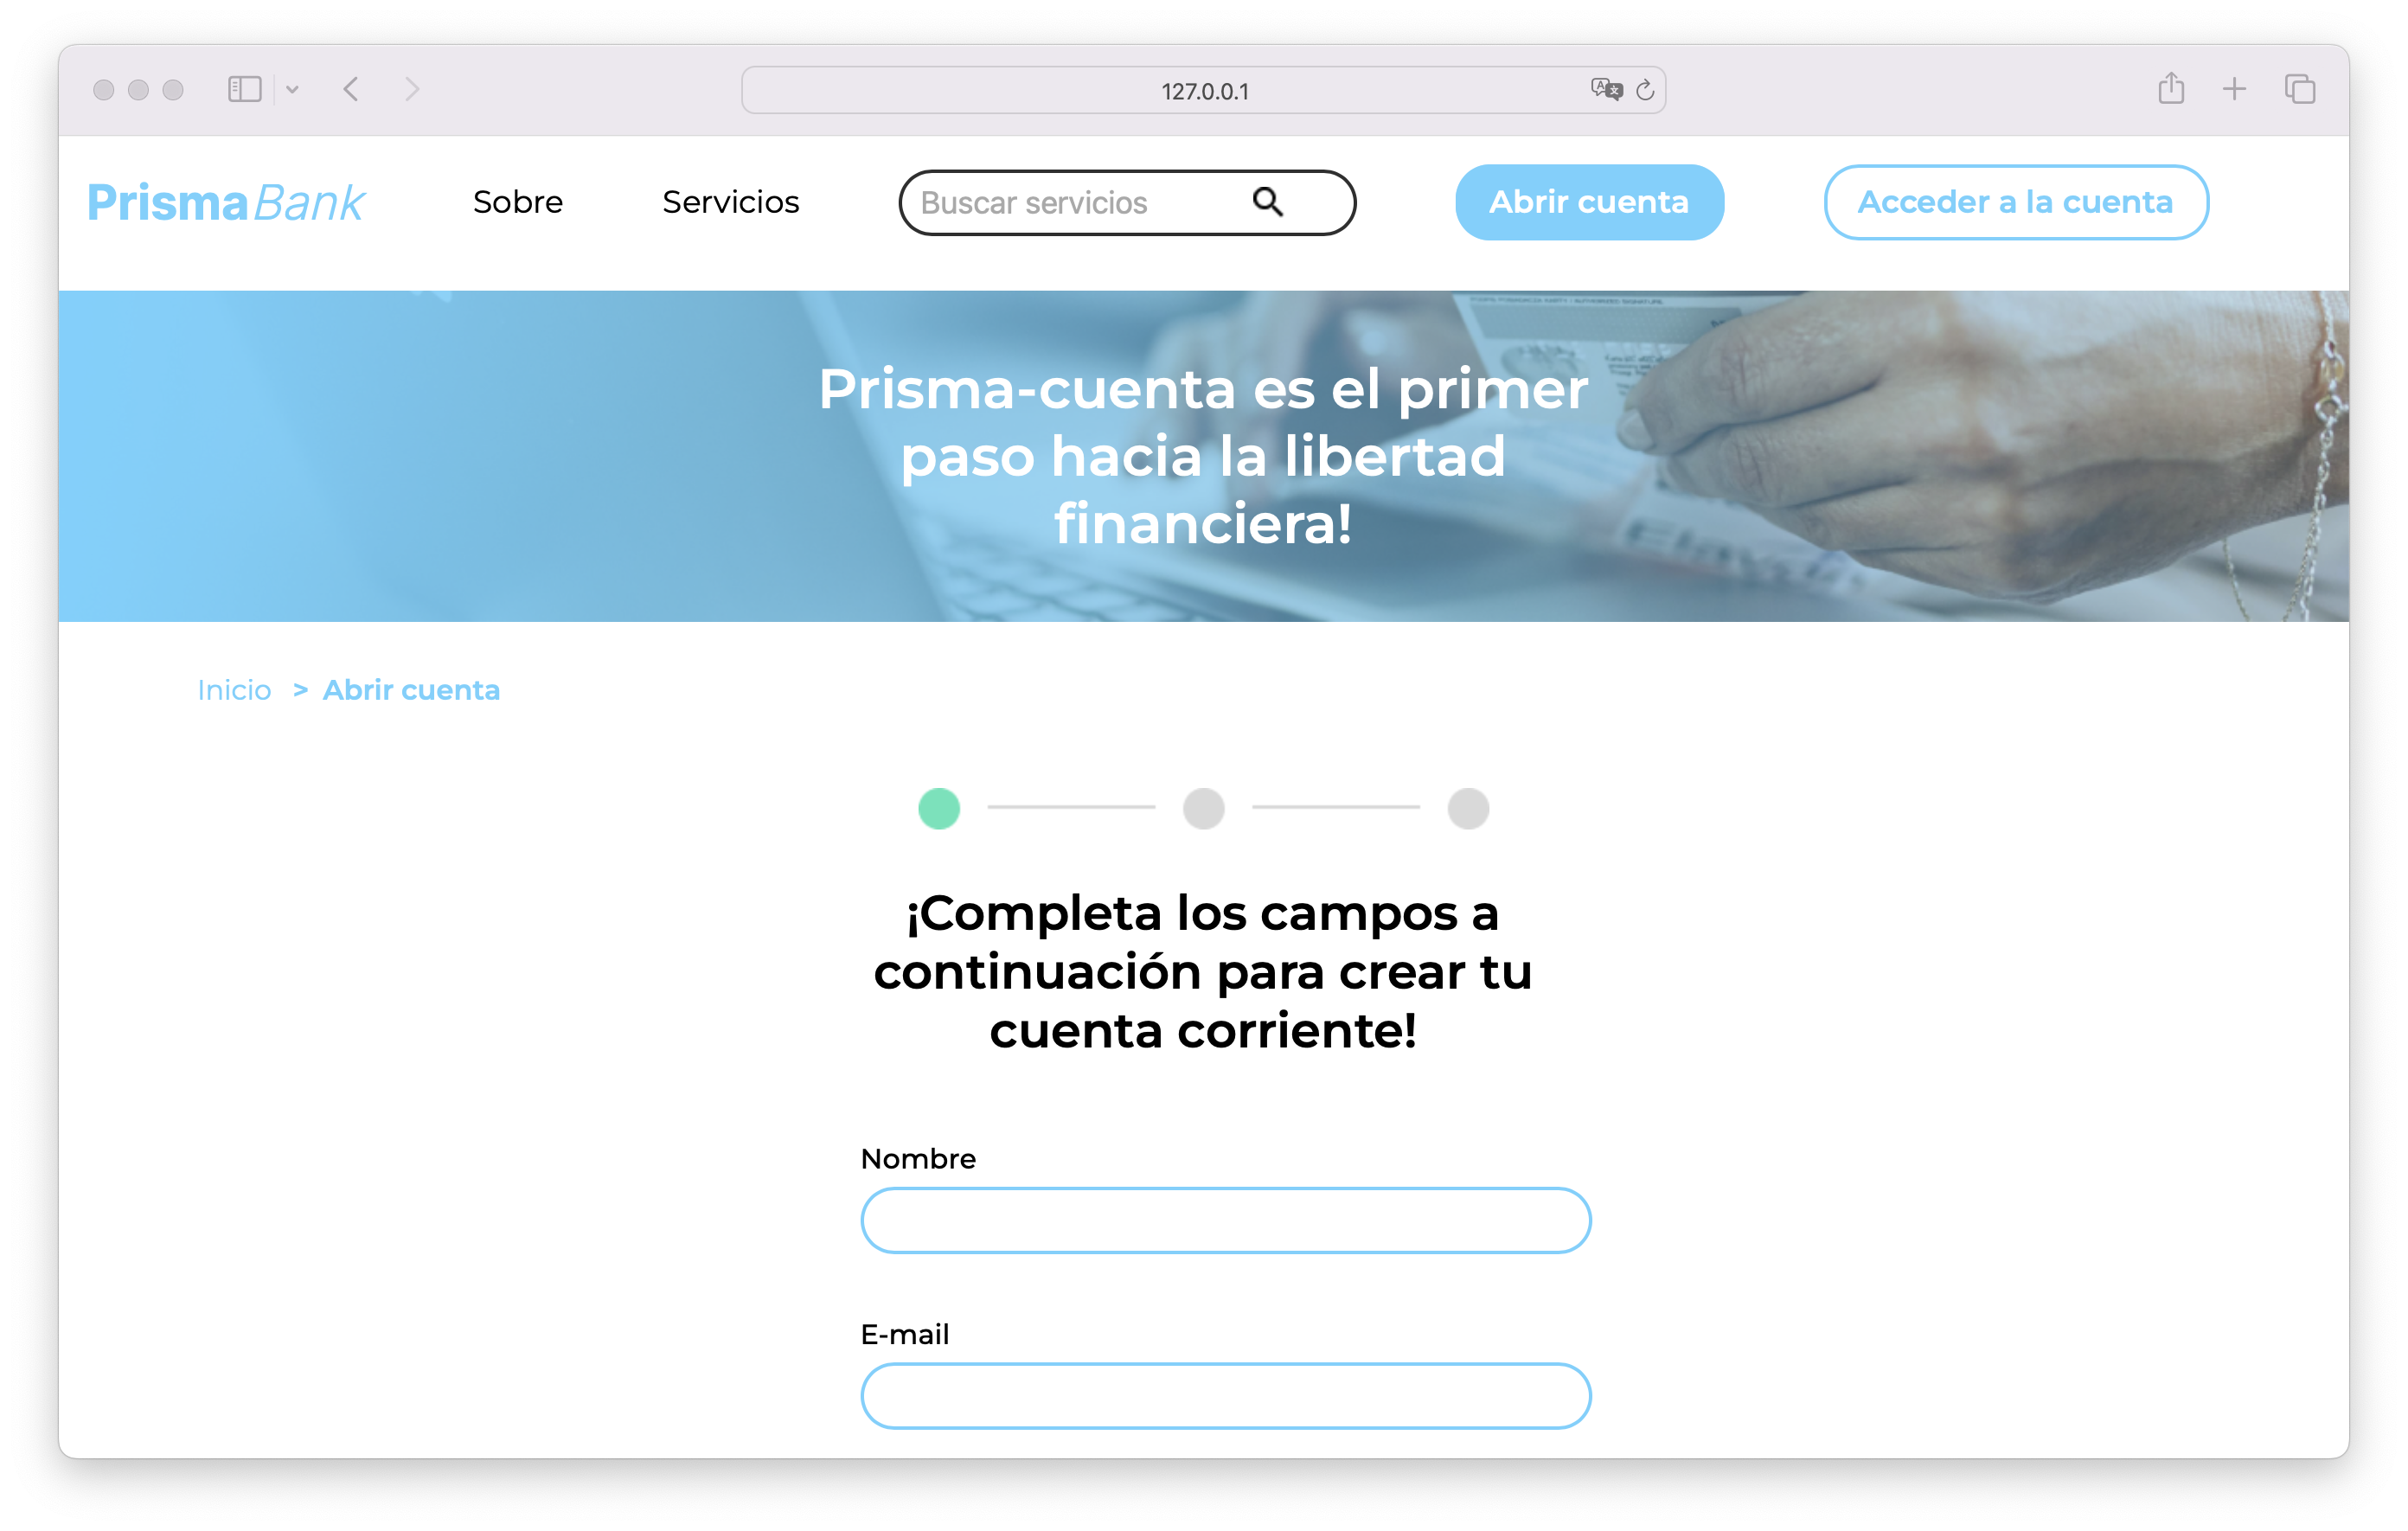 127.0.0.1
PrismaBank
Sobre
Servicios
Buscar servicios
Abrir cuenta
Acceder a la cuenta
Prisma-cuenta es el primer
paso hacia la libertad
financiera!
Inicio > Abrir cuenta
¡Completa los campos a
continuación para crear tu
cuenta corriente!
Nombre
E-mail